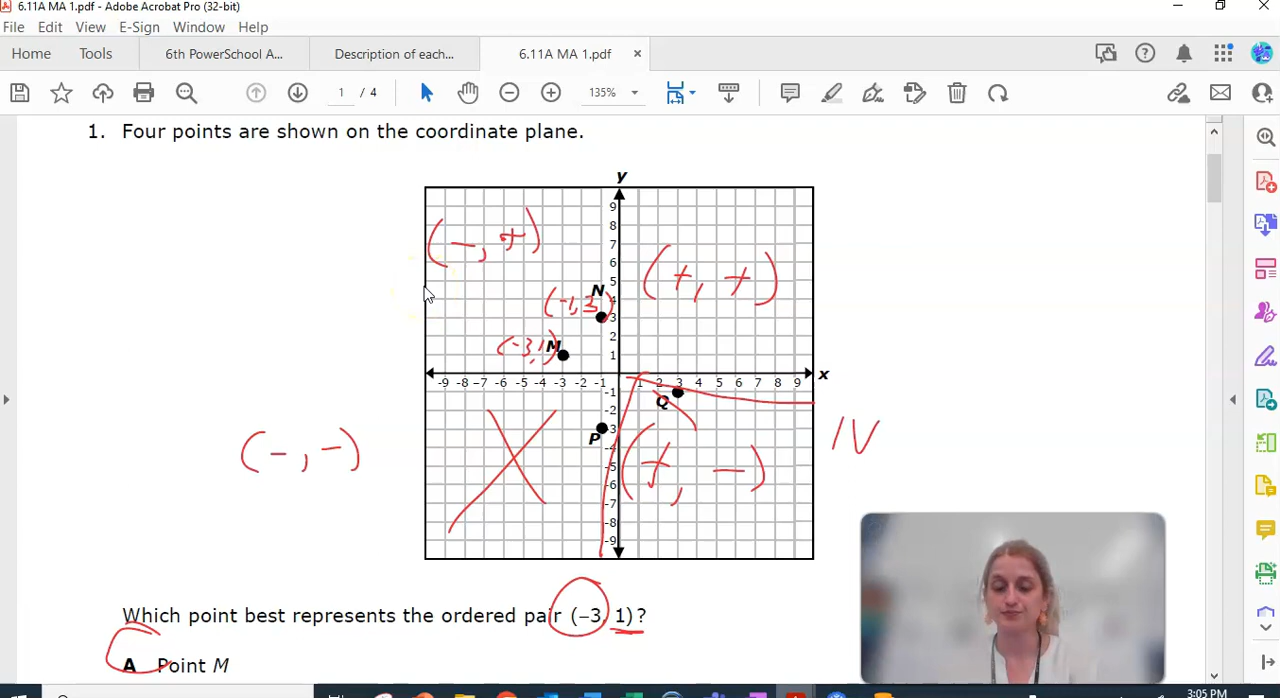 6.11A MA 1.pdf - Adobe Acrobat Pro (32-bit)
File Edit View E-Sign Window Help
Home Tools 6th PowerSchool A... Description of each... 6.11A MA 1.pdf ×
1 / 4 135%
1. Four points are shown on the coordinate plane.
y
9
8
7
6
5
4
3
2
1
(−, +)
(+, +)
N
(-1, 3)
(-3, 1) M
x
-9 -8 -7 -6 -5 -4 -3 -2 -1 1 2 3 4 5 6 7 8 9
-1
-2
-3
-4
-5
-6
-7
-8
-9
Q
P
IV
(−, −)
(+, −)
Which point best represents the ordered pair (−3, 1)?
A Point M
3:05 PM